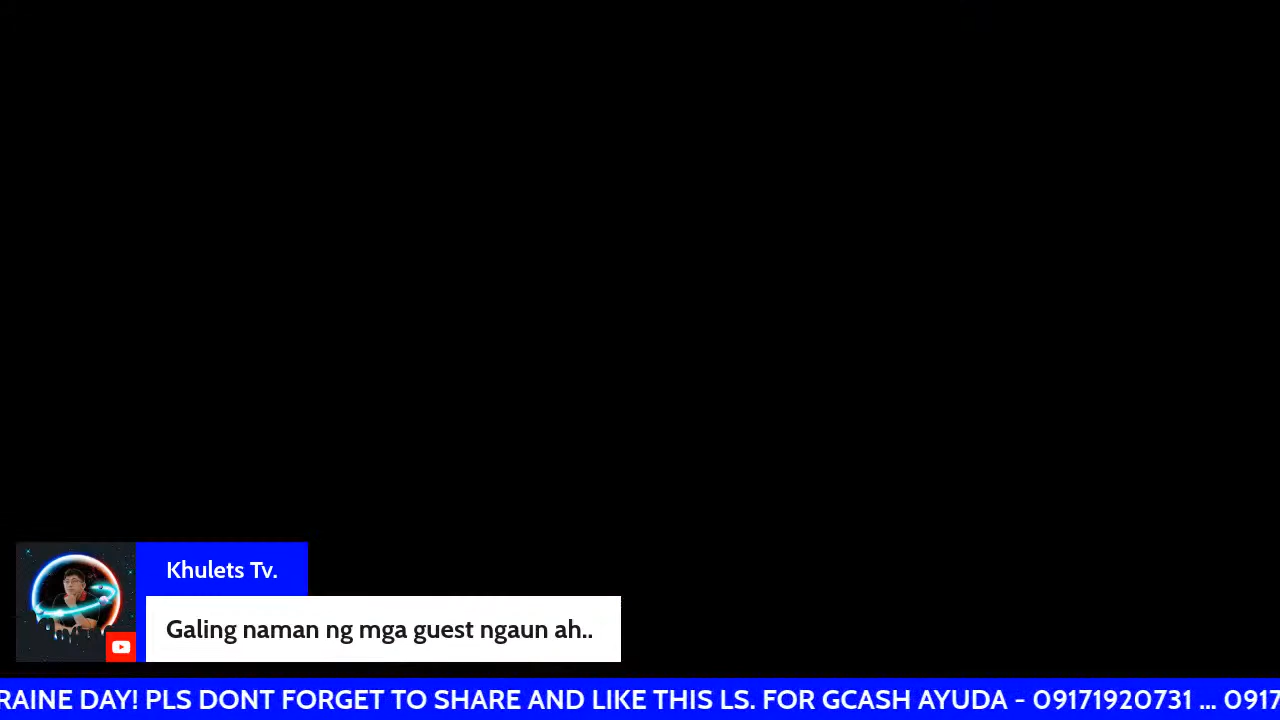 Khulets Tv.
Galing naman ng mga guest ngaun ah..
RAINE DAY! PLS DONT FORGET TO SHARE AND LIKE THIS LS. FOR GCASH AYUDA - 09171920731 ... 0917